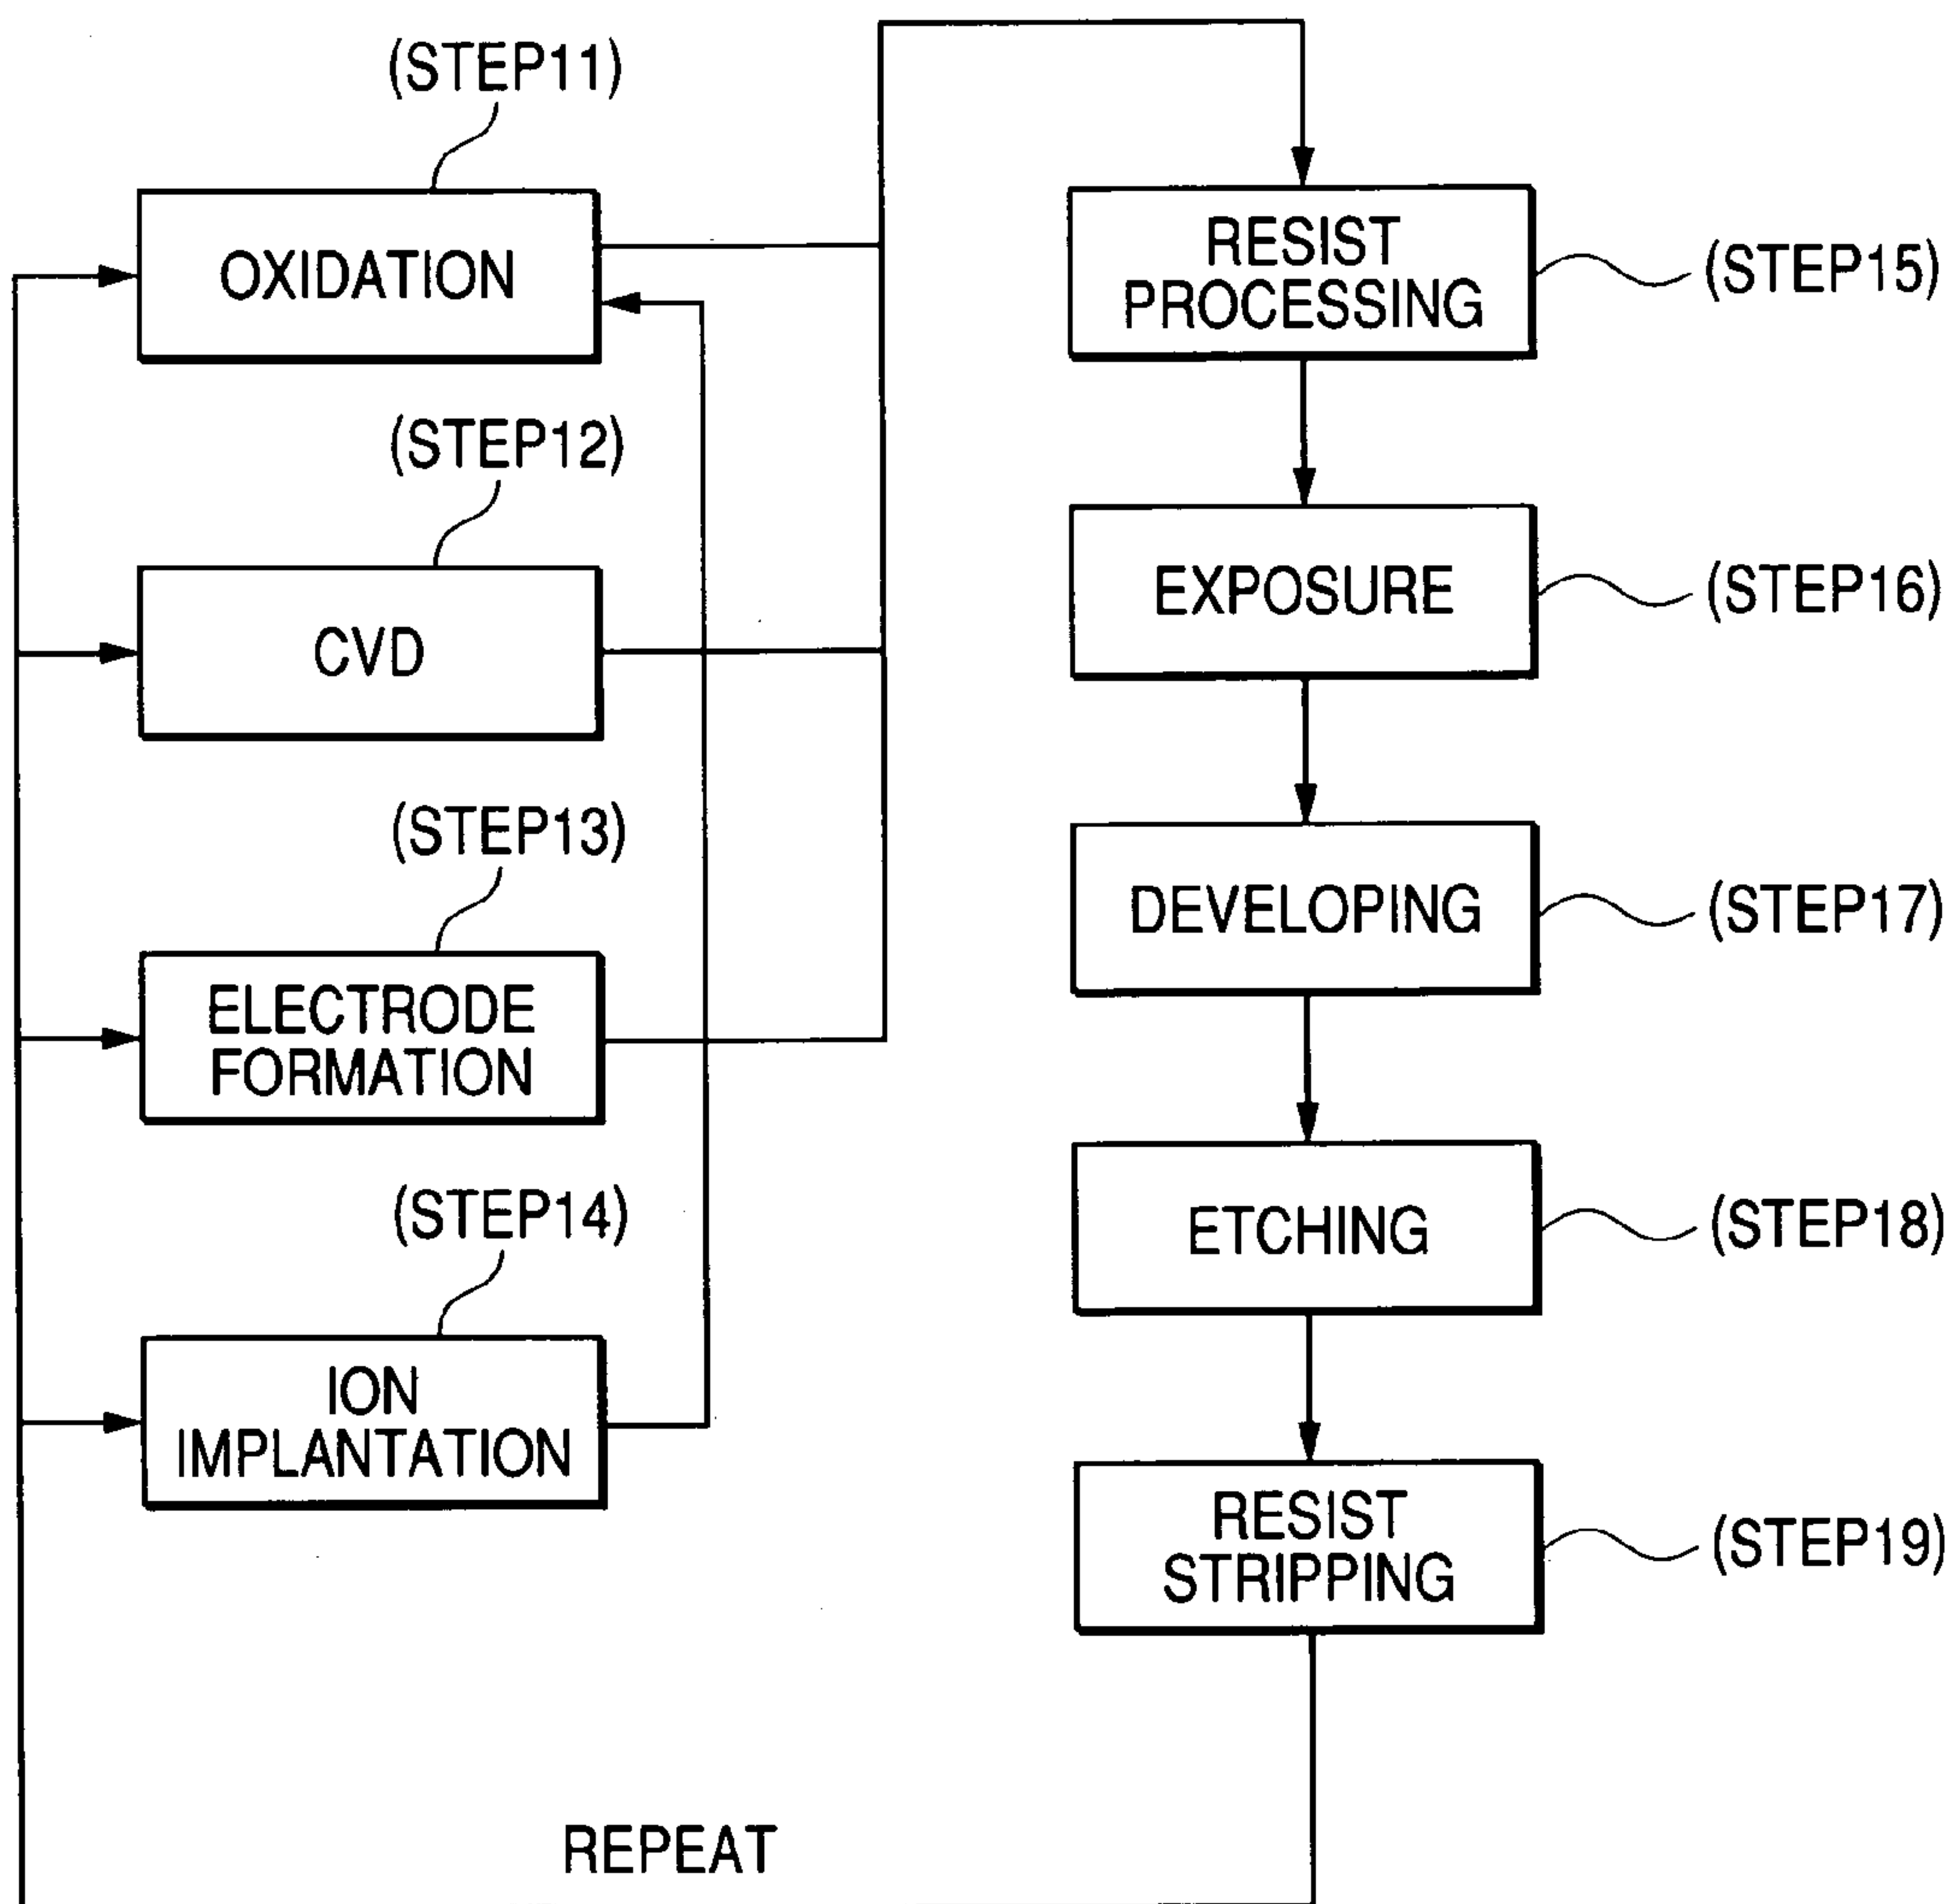 (STEP11)
OXIDATION
(STEP12)
CVD
(STEP13)
ELECTRODE
FORMATION
(STEP14)
ION
IMPLANTATION
RESIST
PROCESSING
(STEP15)
EXPOSURE
(STEP16)
DEVELOPING
(STEP17)
ETCHING
(STEP18)
RESIST
STRIPPING
(STEP19)
REPEAT